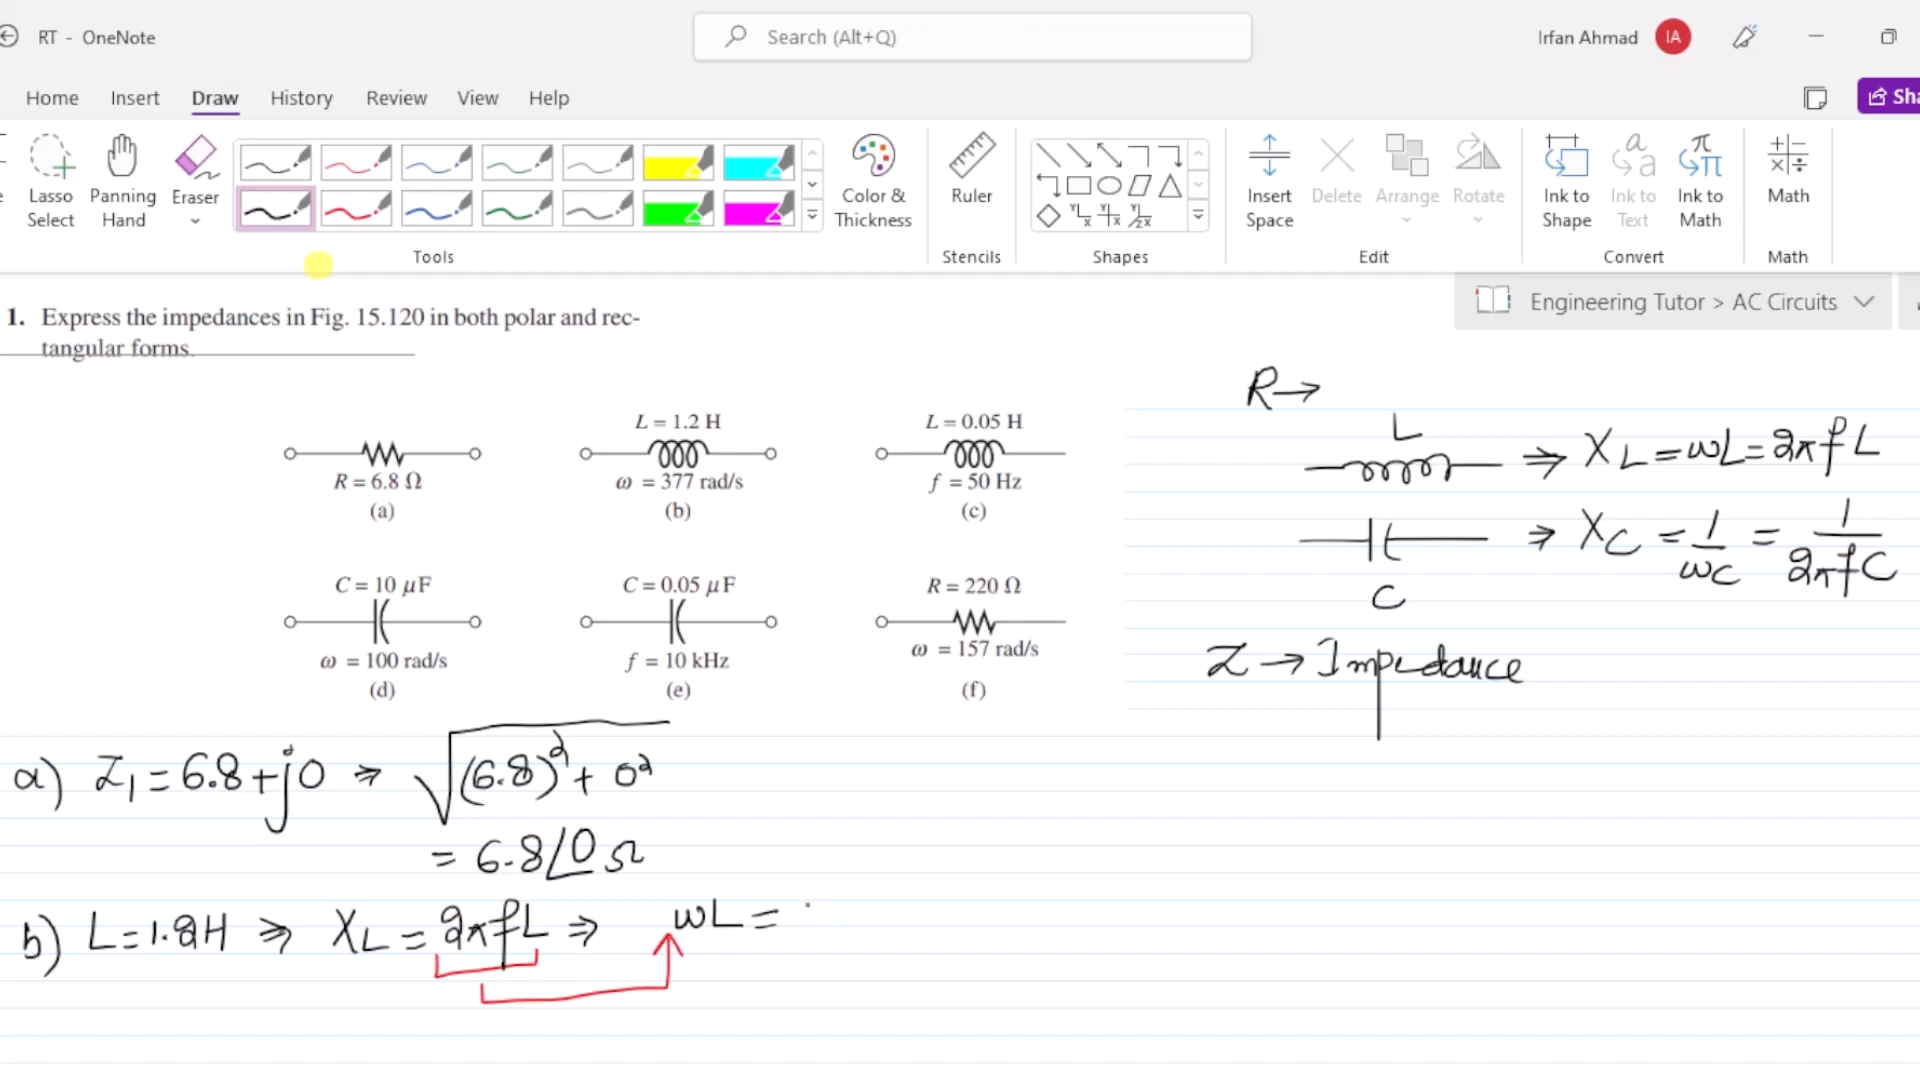 RT - OneNote
Search (Alt+Q)
Irfan Ahmad
IA
Home Insert Draw History Review View Help
Sha
Lasso Select
Panning Hand
Eraser
Color & Thickness
Ruler
Insert Space
Delete
Arrange
Rotate
Ink to Shape
Ink to Text
Ink to Math
Math
Tools
Stencils
Shapes
Edit
Convert
Math
Engineering Tutor > AC Circuits
1. Express the impedances in Fig. 15.120 in both polar and rec-
tangular forms.
R = 6.8 Ω
(a)
L = 1.2 H
ω = 377 rad/s
(b)
L = 0.05 H
f = 50 Hz
(c)
C = 10 μF
ω = 100 rad/s
(d)
C = 0.05 μF
f = 10 kHz
(e)
R = 220 Ω
ω = 157 rad/s
(f)
R →
L
⇒ XL = ωL = 2πfL
⇒ XC = 1/ωC = 1/2πfC
C
Z → Impedance
a) Z1 = 6.8 + j0 ⇒ √(6.8)² + 0²
= 6.8∠0 Ω
b) L = 1.2H ⇒ XL = 2πfL ⇒ ωL =